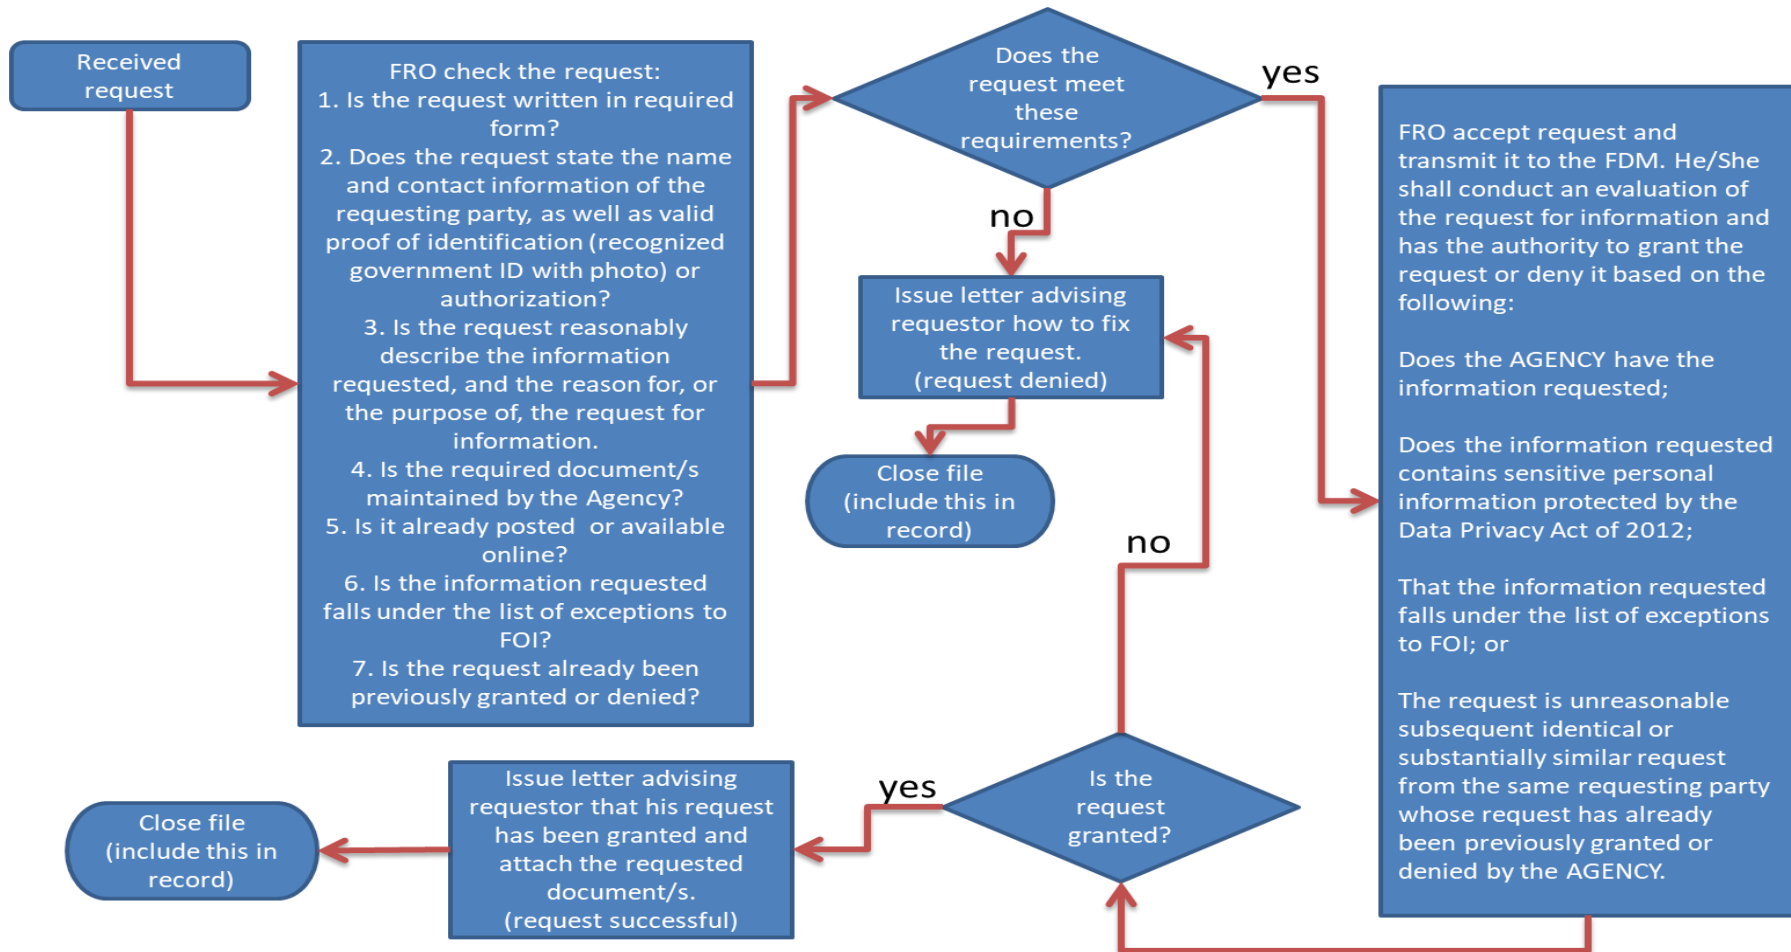 Received
request
FRO check the request:
1. Is the request written in required
form?
2. Does the request state the name
and contact information of the
requesting party, as well as valid
proof of identification (recognized
government ID with photo) or
authorization?
3. Is the request reasonably
describe the information
requested, and the reason for, or
the purpose of, the request for
information.
4. Is the required document/s
maintained by the Agency?
5. Is it already posted or available
online?
6. Is the information requested
falls under the list of exceptions to
FOI?
7. Is the request already been
previously granted or denied?
Does the
request meet
these
requirements?
yes
no
Issue letter advising
requestor how to fix
the request.
(request denied)
Close file
(include this in
record)
FRO accept request and
transmit it to the FDM. He/She
shall conduct an evaluation of
the request for information and
has the authority to grant the
request or deny it based on the
following:
Does the AGENCY have the
information requested;
Does the information requested
contains sensitive personal
information protected by the
Data Privacy Act of 2012;
That the information requested
falls under the list of exceptions
to FOI; or
The request is unreasonable
subsequent identical or
substantially similar request
from the same requesting party
whose request has already
been previously granted or
denied by the AGENCY.
Is the
request
granted?
no
yes
Issue letter advising
requestor that his request
has been granted and
attach the requested
document/s.
(request successful)
Close file
(include this in
record)